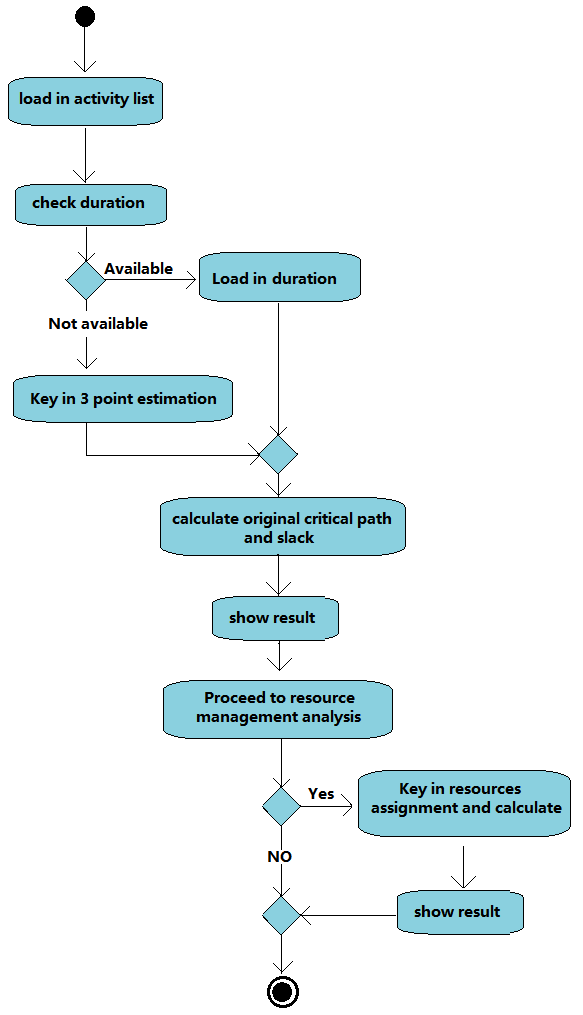 load in activity list
check duration
Available
Load in duration
Not available
Key in 3 point estimation
calculate original critical path
and slack
show result
Proceed to resource
management analysis
Yes
Key in resources
assignment and calculate
NO
show result